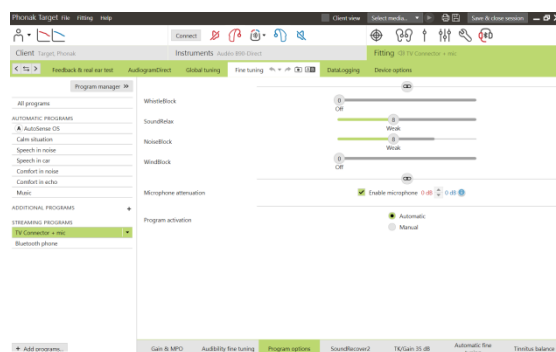 Phonak Target File Fitting Help
Client view Select media... Save & close session
Connect
Client Target, Phonak
Instruments Audéo B90-Direct
Fitting TV Connector + mic
Feedback & real ear test AudiogramDirect Global tuning Fine tuning DataLogging Device options
Program manager
All programs
AUTOMATIC PROGRAMS
A AutoSense OS
Calm situation
Speech in noise
Speech in car
Comfort in noise
Comfort in echo
Music
ADDITIONAL PROGRAMS +
STREAMING PROGRAMS
TV Connector + mic
Bluetooth phone
+ Add programs...
WhistleBlock 0
Off
SoundRelax 8
Weak
NoiseBlock 8
Weak
WindBlock 0
Off
Microphone attenuation Enable microphone 0 dB 0 dB
Program activation Automatic
Manual
Gain & MPO Audibility fine tuning Program options SoundRecover2 TK/Gain 35 dB Automatic fine tuning Tinnitus balance